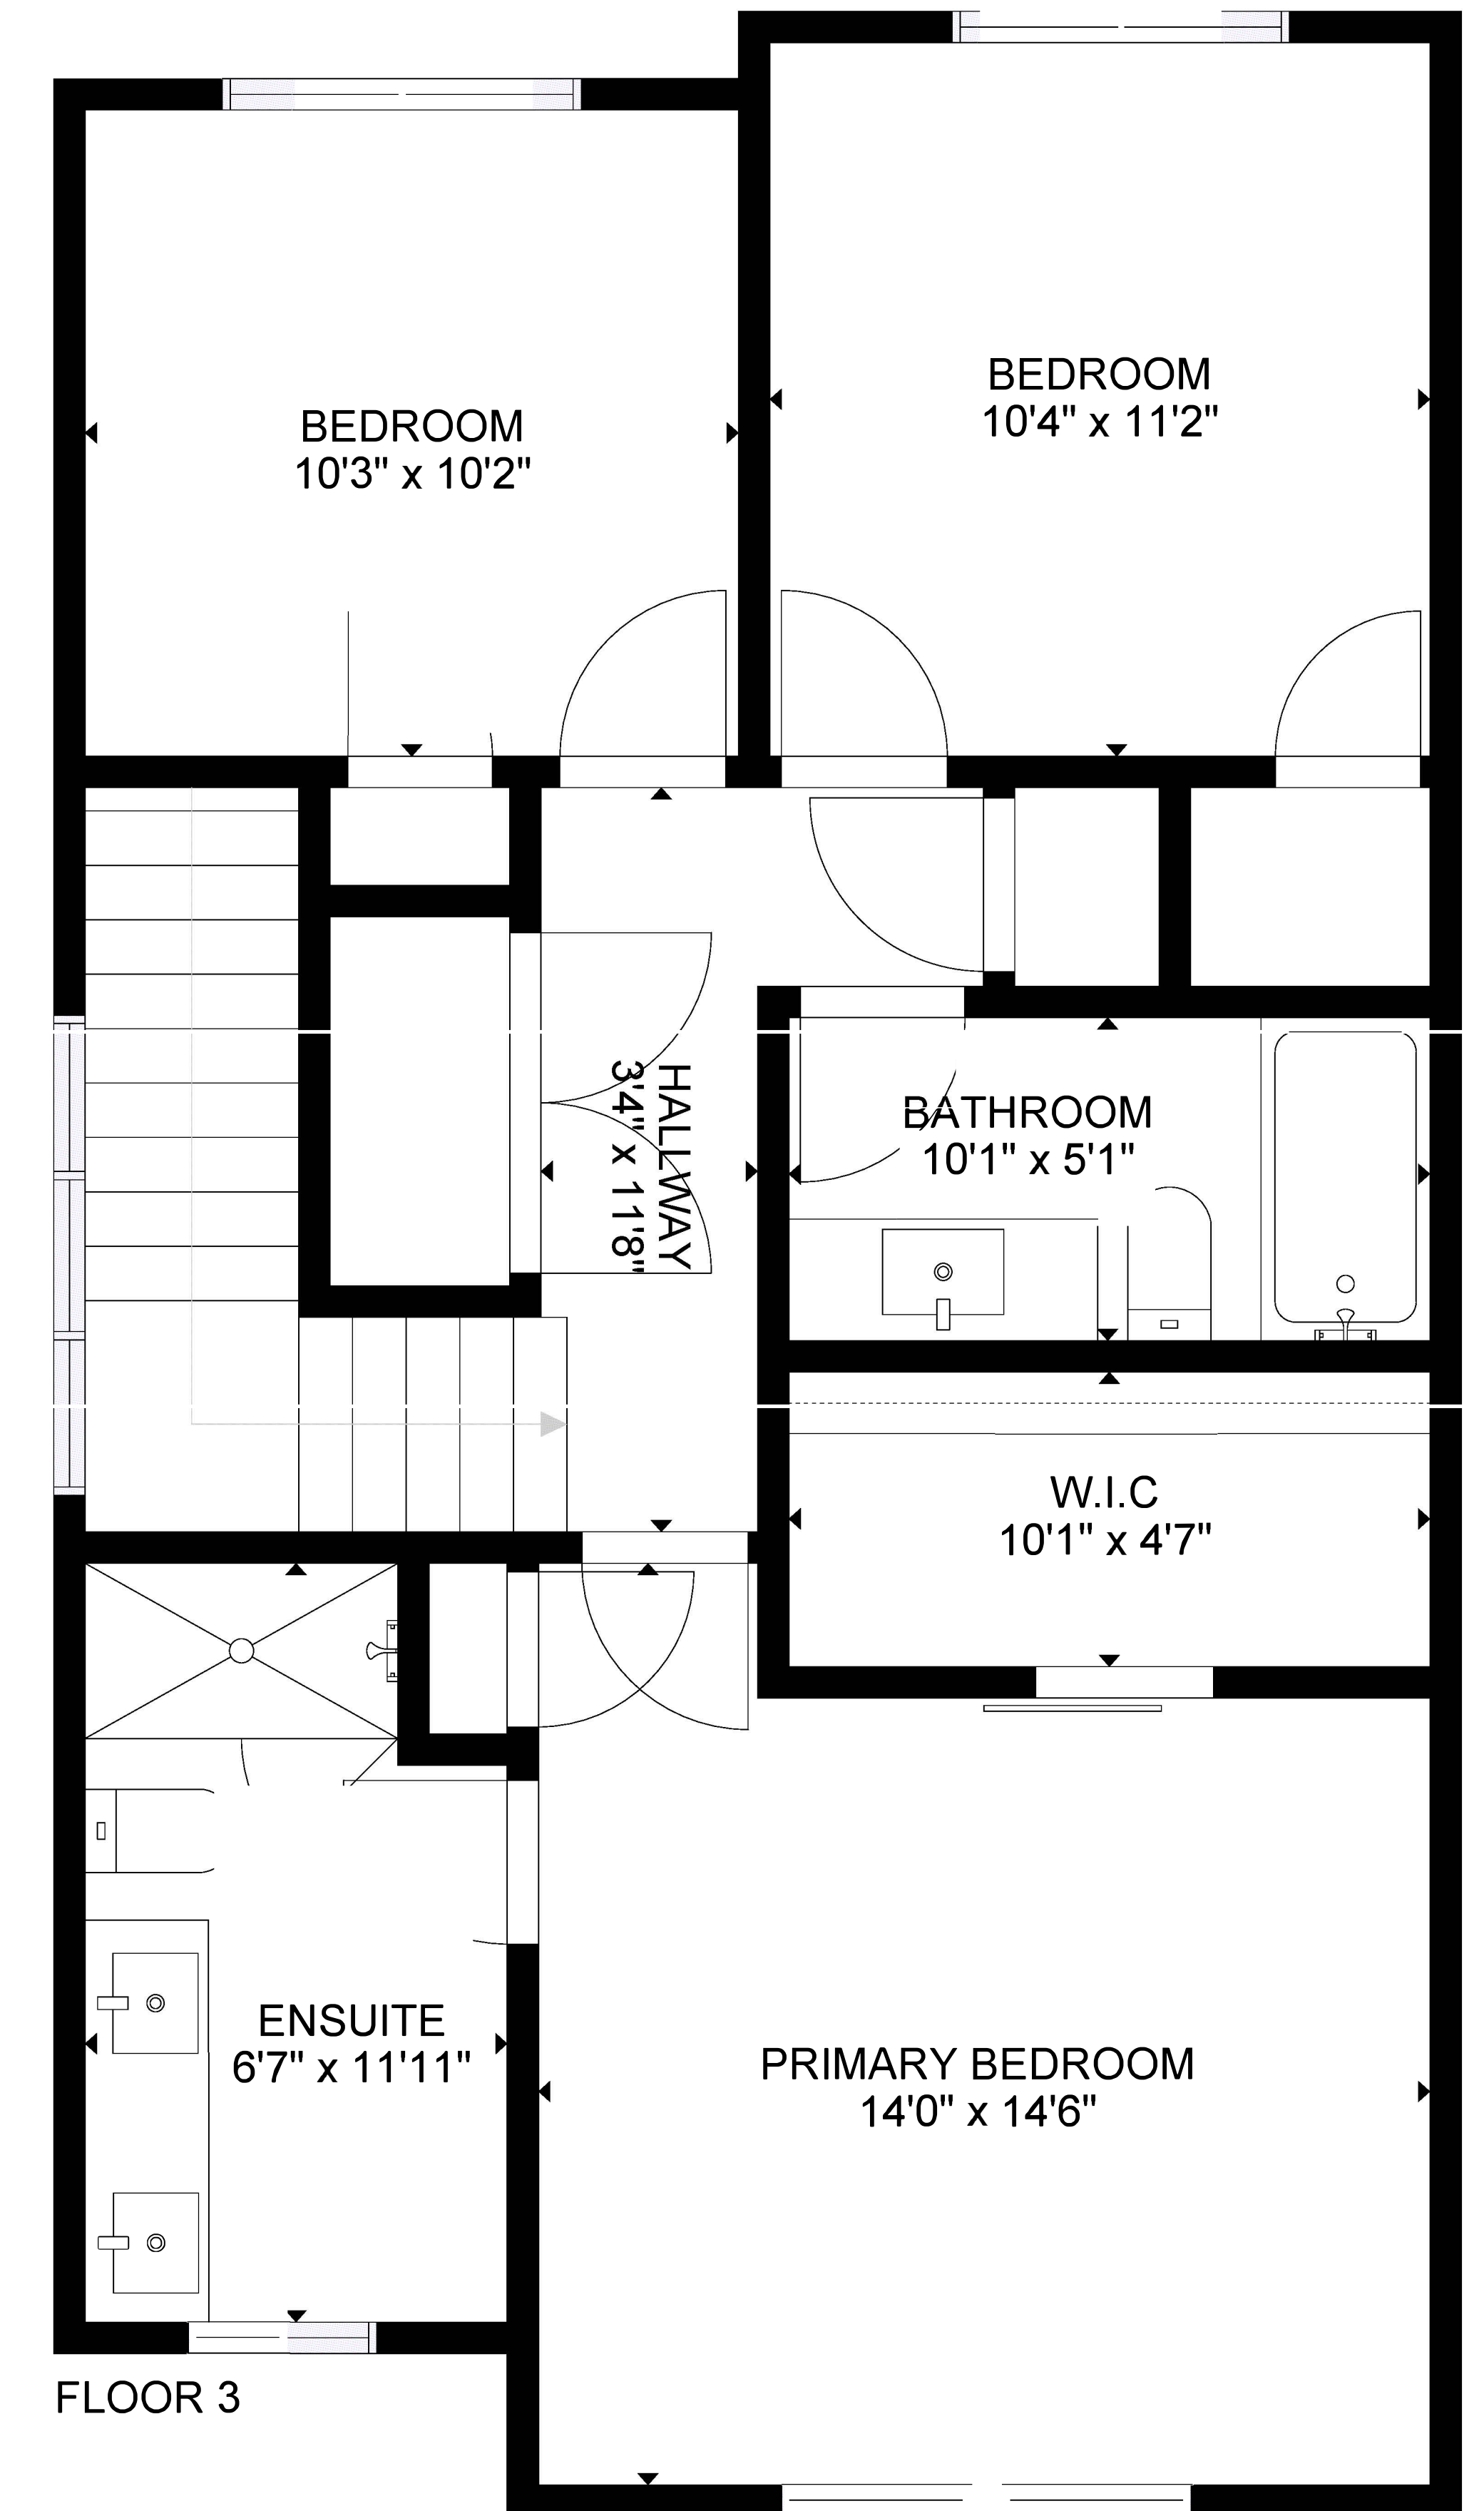 BEDROOM
10'3" x 10'2"
BEDROOM
10'4" x 11'2"
HALLWAY
3'4" x 11'8"
BATHROOM
10'1" x 5'1"
W.I.C
10'1" x 4'7"
ENSUITE
6'7" x 11'11"
PRIMARY BEDROOM
14'0" x 14'6"
FLOOR 3